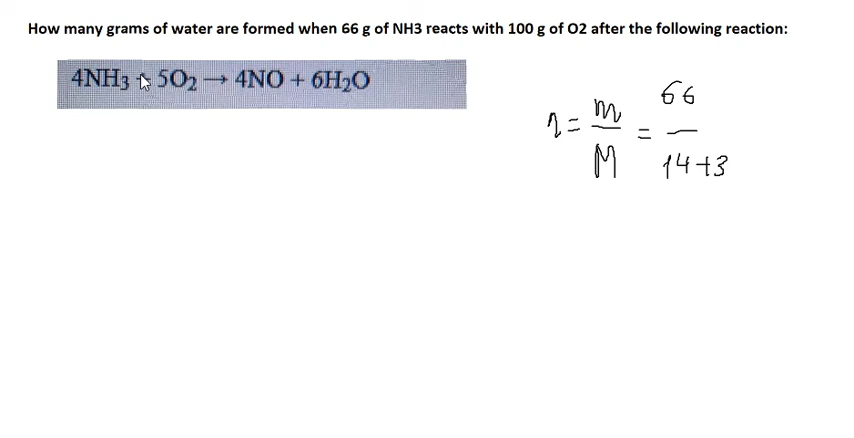 How many grams of water are formed when 66 g of NH3 reacts with 100 g of O2 after the following reaction:
4NH₃ + 5O₂ → 4NO + 6H₂O
n = m/M = 66/14+3